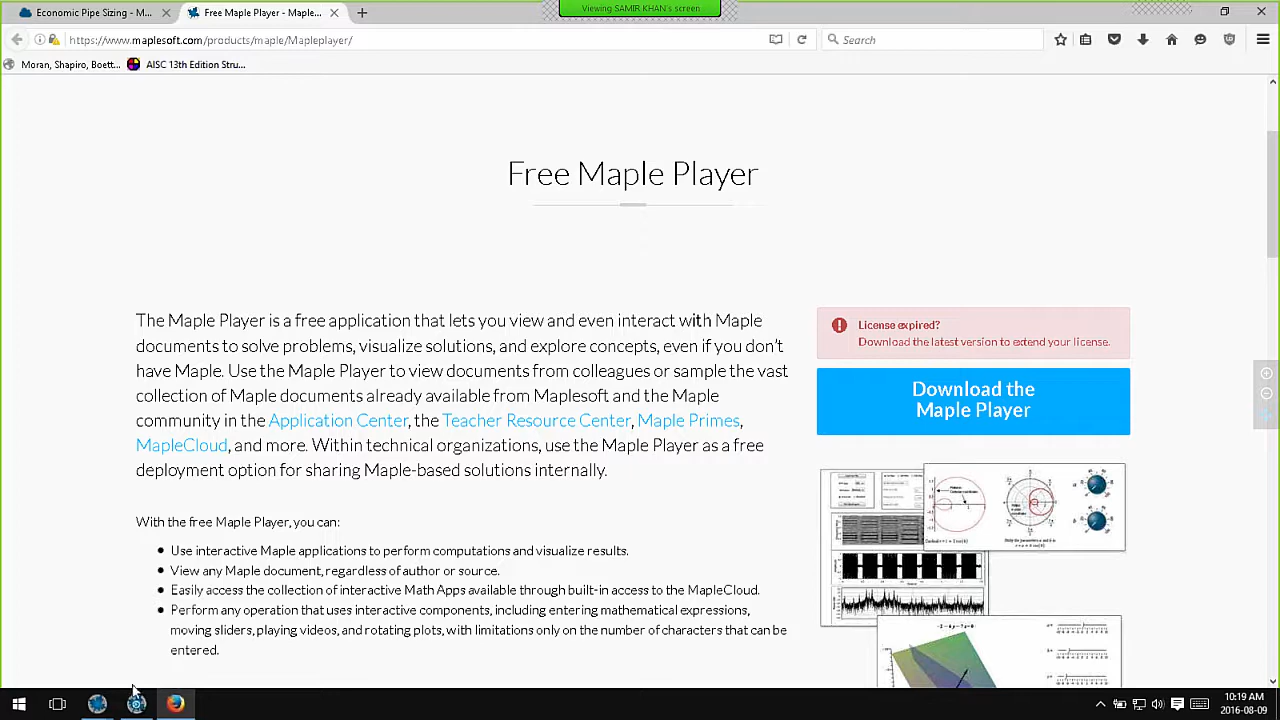 Viewing SAMIR KHAN's screen
Economic Pipe Sizing - M...
Free Maple Player - Maple...
https://www.maplesoft.com/products/maple/Mapleplayer/
Search
Moran, Shapiro, Boett...
AISC 13th Edition Stru...
Free Maple Player
The Maple Player is a free application that lets you view and even interact with Maple
documents to solve problems, visualize solutions, and explore concepts, even if you don't
have Maple. Use the Maple Player to view documents from colleagues or sample the vast
collection of Maple documents already available from Maplesoft and the Maple
community in the Application Center, the Teacher Resource Center, Maple Primes,
MapleCloud, and more. Within technical organizations, use the Maple Player as a free
deployment option for sharing Maple-based solutions internally.
With the free Maple Player, you can:
Use interactive Maple applications to perform computations and visualize results.
View any Maple document, regardless of author or source.
Easily access the collection of interactive Math Apps available through built-in access to the MapleCloud.
Perform any operation that uses interactive components, including entering mathematical expressions,
moving sliders, playing videos, and rotating plots, with limitations only on the number of characters that can be
entered.
License expired?
Download the latest version to extend your license.
Download the
Maple Player
10:19 AM
2016-08-09